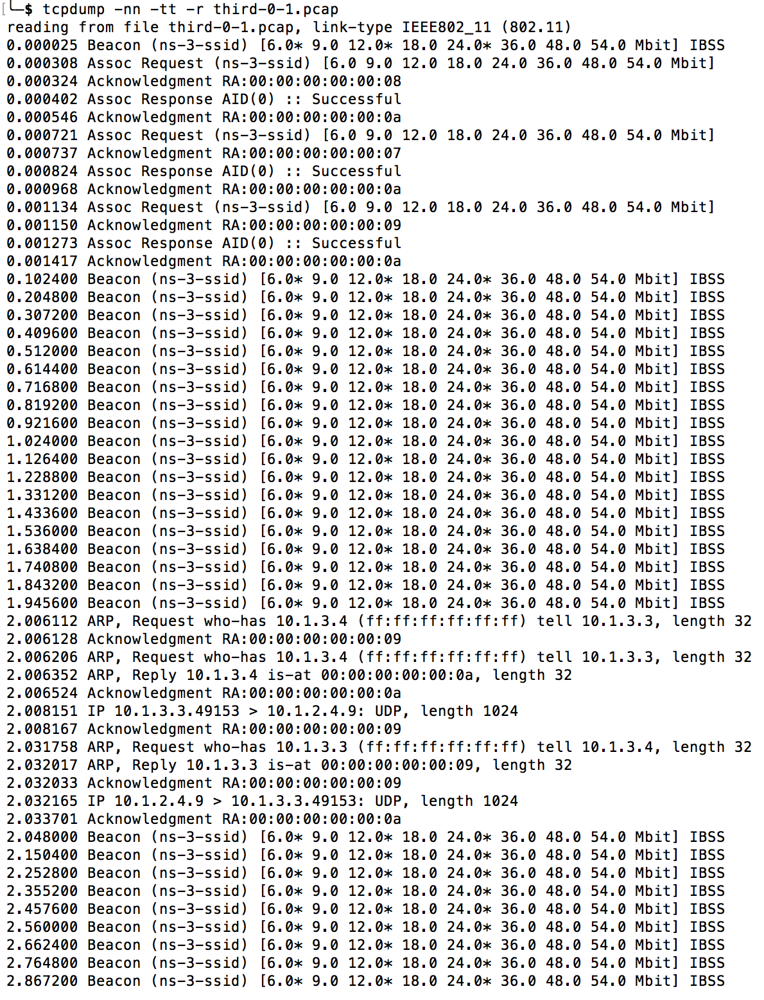 [╰─$ tcpdump -nn -tt -r third-0-1.pcap
reading from file third-0-1.pcap, link-type IEEE802_11 (802.11)
0.000025 Beacon (ns-3-ssid) [6.0* 9.0 12.0* 18.0 24.0* 36.0 48.0 54.0 Mbit] IBSS
0.000308 Assoc Request (ns-3-ssid) [6.0 9.0 12.0 18.0 24.0 36.0 48.0 54.0 Mbit]
0.000324 Acknowledgment RA:00:00:00:00:00:08
0.000402 Assoc Response AID(0) :: Successful
0.000546 Acknowledgment RA:00:00:00:00:00:0a
0.000721 Assoc Request (ns-3-ssid) [6.0 9.0 12.0 18.0 24.0 36.0 48.0 54.0 Mbit]
0.000737 Acknowledgment RA:00:00:00:00:00:07
0.000824 Assoc Response AID(0) :: Successful
0.000968 Acknowledgment RA:00:00:00:00:00:0a
0.001134 Assoc Request (ns-3-ssid) [6.0 9.0 12.0 18.0 24.0 36.0 48.0 54.0 Mbit]
0.001150 Acknowledgment RA:00:00:00:00:00:09
0.001273 Assoc Response AID(0) :: Successful
0.001417 Acknowledgment RA:00:00:00:00:00:0a
0.102400 Beacon (ns-3-ssid) [6.0* 9.0 12.0* 18.0 24.0* 36.0 48.0 54.0 Mbit] IBSS
0.204800 Beacon (ns-3-ssid) [6.0* 9.0 12.0* 18.0 24.0* 36.0 48.0 54.0 Mbit] IBSS
0.307200 Beacon (ns-3-ssid) [6.0* 9.0 12.0* 18.0 24.0* 36.0 48.0 54.0 Mbit] IBSS
0.409600 Beacon (ns-3-ssid) [6.0* 9.0 12.0* 18.0 24.0* 36.0 48.0 54.0 Mbit] IBSS
0.512000 Beacon (ns-3-ssid) [6.0* 9.0 12.0* 18.0 24.0* 36.0 48.0 54.0 Mbit] IBSS
0.614400 Beacon (ns-3-ssid) [6.0* 9.0 12.0* 18.0 24.0* 36.0 48.0 54.0 Mbit] IBSS
0.716800 Beacon (ns-3-ssid) [6.0* 9.0 12.0* 18.0 24.0* 36.0 48.0 54.0 Mbit] IBSS
0.819200 Beacon (ns-3-ssid) [6.0* 9.0 12.0* 18.0 24.0* 36.0 48.0 54.0 Mbit] IBSS
0.921600 Beacon (ns-3-ssid) [6.0* 9.0 12.0* 18.0 24.0* 36.0 48.0 54.0 Mbit] IBSS
1.024000 Beacon (ns-3-ssid) [6.0* 9.0 12.0* 18.0 24.0* 36.0 48.0 54.0 Mbit] IBSS
1.126400 Beacon (ns-3-ssid) [6.0* 9.0 12.0* 18.0 24.0* 36.0 48.0 54.0 Mbit] IBSS
1.228800 Beacon (ns-3-ssid) [6.0* 9.0 12.0* 18.0 24.0* 36.0 48.0 54.0 Mbit] IBSS
1.331200 Beacon (ns-3-ssid) [6.0* 9.0 12.0* 18.0 24.0* 36.0 48.0 54.0 Mbit] IBSS
1.433600 Beacon (ns-3-ssid) [6.0* 9.0 12.0* 18.0 24.0* 36.0 48.0 54.0 Mbit] IBSS
1.536000 Beacon (ns-3-ssid) [6.0* 9.0 12.0* 18.0 24.0* 36.0 48.0 54.0 Mbit] IBSS
1.638400 Beacon (ns-3-ssid) [6.0* 9.0 12.0* 18.0 24.0* 36.0 48.0 54.0 Mbit] IBSS
1.740800 Beacon (ns-3-ssid) [6.0* 9.0 12.0* 18.0 24.0* 36.0 48.0 54.0 Mbit] IBSS
1.843200 Beacon (ns-3-ssid) [6.0* 9.0 12.0* 18.0 24.0* 36.0 48.0 54.0 Mbit] IBSS
1.945600 Beacon (ns-3-ssid) [6.0* 9.0 12.0* 18.0 24.0* 36.0 48.0 54.0 Mbit] IBSS
2.006112 ARP, Request who-has 10.1.3.4 (ff:ff:ff:ff:ff:ff) tell 10.1.3.3, length 32
2.006128 Acknowledgment RA:00:00:00:00:00:09
2.006206 ARP, Request who-has 10.1.3.4 (ff:ff:ff:ff:ff:ff) tell 10.1.3.3, length 32
2.006352 ARP, Reply 10.1.3.4 is-at 00:00:00:00:00:0a, length 32
2.006524 Acknowledgment RA:00:00:00:00:00:0a
2.008151 IP 10.1.3.3.49153 > 10.1.2.4.9: UDP, length 1024
2.008167 Acknowledgment RA:00:00:00:00:00:09
2.031758 ARP, Request who-has 10.1.3.3 (ff:ff:ff:ff:ff:ff) tell 10.1.3.4, length 32
2.032017 ARP, Reply 10.1.3.3 is-at 00:00:00:00:00:09, length 32
2.032033 Acknowledgment RA:00:00:00:00:00:09
2.032165 IP 10.1.2.4.9 > 10.1.3.3.49153: UDP, length 1024
2.033701 Acknowledgment RA:00:00:00:00:00:0a
2.048000 Beacon (ns-3-ssid) [6.0* 9.0 12.0* 18.0 24.0* 36.0 48.0 54.0 Mbit] IBSS
2.150400 Beacon (ns-3-ssid) [6.0* 9.0 12.0* 18.0 24.0* 36.0 48.0 54.0 Mbit] IBSS
2.252800 Beacon (ns-3-ssid) [6.0* 9.0 12.0* 18.0 24.0* 36.0 48.0 54.0 Mbit] IBSS
2.355200 Beacon (ns-3-ssid) [6.0* 9.0 12.0* 18.0 24.0* 36.0 48.0 54.0 Mbit] IBSS
2.457600 Beacon (ns-3-ssid) [6.0* 9.0 12.0* 18.0 24.0* 36.0 48.0 54.0 Mbit] IBSS
2.560000 Beacon (ns-3-ssid) [6.0* 9.0 12.0* 18.0 24.0* 36.0 48.0 54.0 Mbit] IBSS
2.662400 Beacon (ns-3-ssid) [6.0* 9.0 12.0* 18.0 24.0* 36.0 48.0 54.0 Mbit] IBSS
2.764800 Beacon (ns-3-ssid) [6.0* 9.0 12.0* 18.0 24.0* 36.0 48.0 54.0 Mbit] IBSS
2.867200 Beacon (ns-3-ssid) [6.0* 9.0 12.0* 18.0 24.0* 36.0 48.0 54.0 Mbit] IBSS